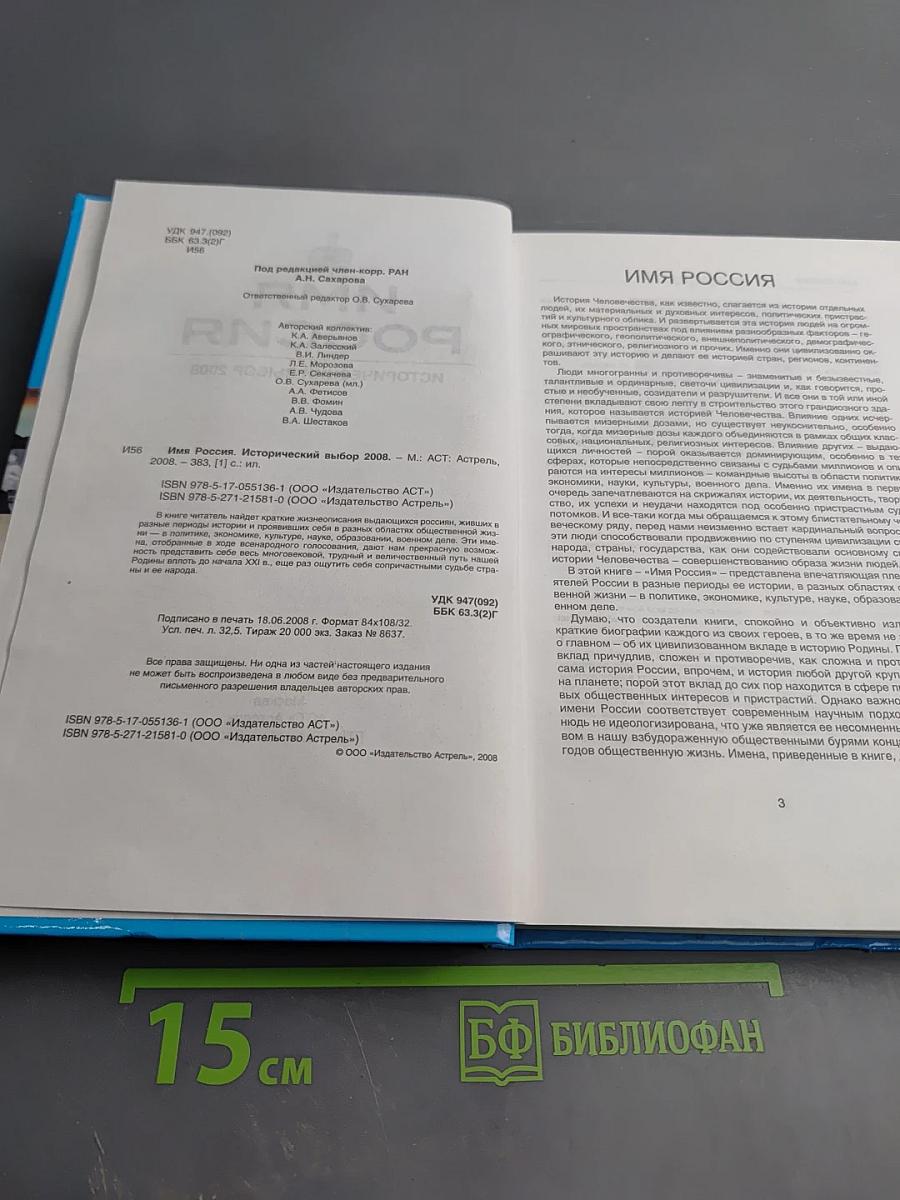 УДК 947.(092)
ББК 63.3(2)Г
И56
Под редакцией член-корр. РАН
А.Н. Сахарова
Ответственный редактор О.В. Сухарева
Авторский коллектив:
К.А. Аверьянов
К.А. Залесский
В.И. Линдер
Л.Е. Морозова
Е.Р. Секачева
О.В. Сухарева (мл.)
А.А. Фетисов
В.В. Фомин
А.В. Чудова
В.А. Шестаков
И56 Имя Россия. Исторический выбор 2008. – М.: АСТ: Астрель,
2008. – 383, [1] с.: ил.
ISBN 978-5-17-055136-1 (ООО «Издательство АСТ»)
ISBN 978-5-271-21581-0 (ООО «Издательство Астрель»)
В книге читатель найдет краткие жизнеописания выдающихся россиян, живших в
разные периоды истории и проявивших себя в разных областях общественной жиз-
ни — в политике, экономике, культуре, науке, образовании, военном деле. Эти име-
на, отобранные в ходе всенародного голосования, дают нам прекрасную возмож-
ность представить себе весь многовековой, трудный и величественный путь нашей
Родины вплоть до начала XXI в., еще раз ощутить себя сопричастными судьбе стра-
ны и ее народа.
УДК 947(092)
ББК 63.3(2)Г
Подписано в печать 18.06.2008 г. Формат 84х108/32.
Усл. печ. л. 32,5. Тираж 20 000 экз. Заказ № 8637.
Все права защищены. Ни одна из частей настоящего издания
не может быть воспроизведена в любом виде без предварительного
письменного разрешения владельцев авторских прав.
ISBN 978-5-17-055136-1 (ООО «Издательство АСТ»)
ISBN 978-5-271-21581-0 (ООО «Издательство Астрель»)
© ООО «Издательство Астрель», 2008
ИМЯ РОССИЯ
История Человечества, как известно, слагается из истории отдельных
людей, их материальных и духовных интересов, политических пристрас-
тий и культурного облика. И развертывается эта история людей на огром-
ных мировых пространствах под влиянием разнообразных факторов – ге-
ографического, геополитического, внешнеполитического, демографичес-
кого, этнического, религиозного и прочих. Именно они цивилизованно ок-
рашивают эту историю и делают ее историей стран, регионов, континен-
тов.
Люди многогранны и противоречивы – знаменитые и безызвестные,
талантливые и ординарные, светочи цивилизации и, как говорится, про-
стые и необученные, созидатели и разрушители. И все они в той или иной
степени вкладывают свою лепту в строительство этого грандиозного зда-
ния, которое называется историей Человечества. Влияние одних исчер-
пывается мизерными дозами, но существует неукоснительно, особенно
тогда, когда мизерные дозы каждого объединяются в рамках общих клас-
совых, национальных, религиозных интересов. Влияние других – выдаю-
щихся личностей – порой оказывается доминирующим, особенно в те
сферах, которые непосредственно связаны с судьбами миллионов и опи
раются на интересы миллионов – командные высоты в области политик
экономики, науки, культуры, военного дела. Именно их имена в перв
очередь запечатлеваются на скрижалях истории, их деятельность, твор
ство, их успехи и неудачи находятся под особенно пристрастным суд
потомков. И все-таки когда мы обращаемся к этому блистательному че
веческому ряду, перед нами неизменно встает кардинальный вопрос
эти люди способствовали продвижению по ступеням цивилизации с
народа, страны, государства, как они содействовали основному с
истории Человечества – совершенствованию образа жизни людей.
В этой книге – «Имя Россия» – представлена впечатляющая пле
ятелей России в разные периоды ее истории, в разных областях
венной жизни – в политике, экономике, культуре, науке, образова
енном деле.
Думаю, что создатели книги, спокойно и объективно изл
краткие биографии каждого из своих героев, в то же время не
о главном – об их цивилизованном вкладе в историю Родины. П
вклад причудлив, сложен и противоречив, как сложна и прот
сама история России, впрочем, и история любой другой круп
на планете; порой этот вклад до сих пор находится в сфере п
вых общественных интересов и пристрастий. Однако важно
имени России соответствует современным научным подхо
нюдь не идеологизирована, что уже является ее несомненны
вом в нашу взбудораженную общественными бурями конца
годов общественную жизнь. Имена, приведенные в книге,
3
15 см
БФ БИБЛИОФАН